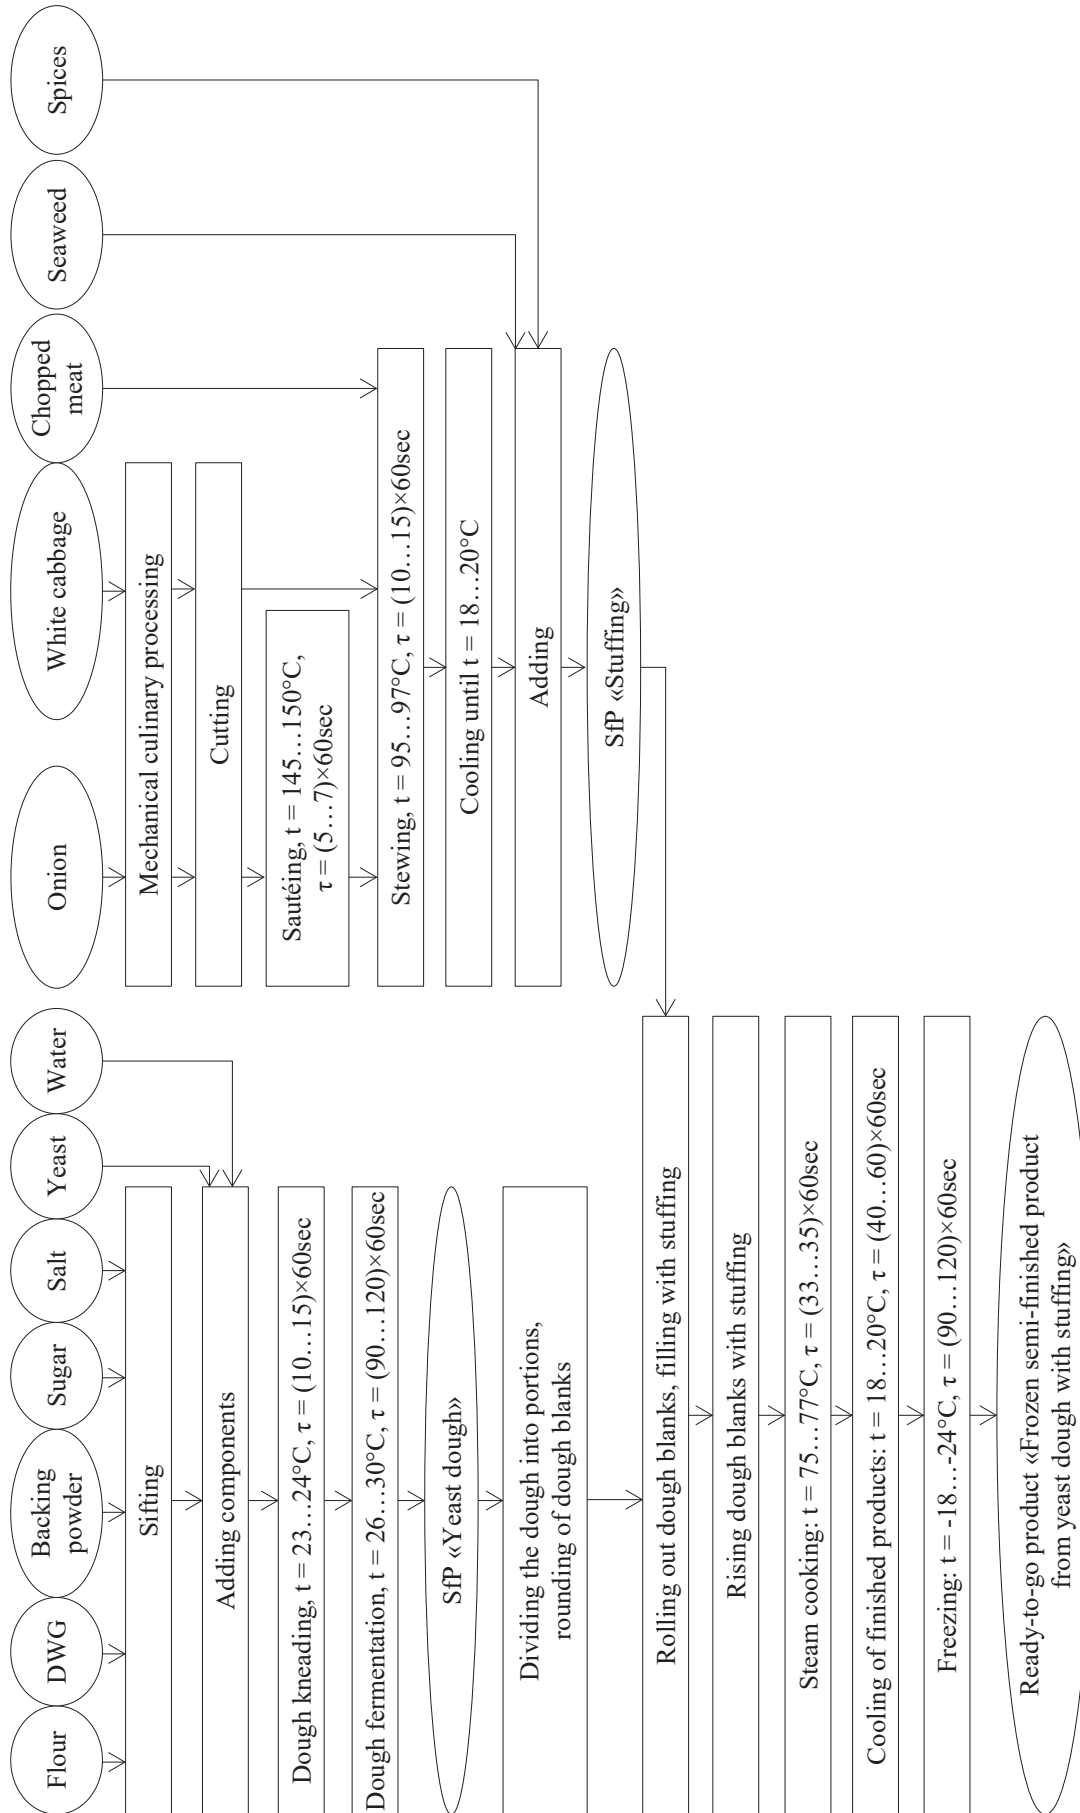 Flour
DWG
Backing
powder
Sugar
Salt
Yeast
Water
Onion
White cabbage
Chopped
meat
Seaweed
Spices
Sifting
Adding components
Dough kneading, t = 23…24°C, τ = (10…15)×60sec
Dough fermentation, t = 26…30°C, τ = (90…120)×60sec
SfP «Yeast dough»
Dividing the dough into portions,
rounding of dough blanks
Mechanical culinary processing
Cutting
Sautéing, t = 145…150°C,
τ = (5…7)×60sec
Stewing, t = 95…97°C, τ = (10…15)×60sec
Cooling until t = 18…20°C
Adding
SfP «Stuffing»
Rolling out dough blanks, filling with stuffing
Rising dough blanks with stuffing
Steam cooking: t = 75…77°C, τ = (33…35)×60sec
Cooling of finished products: t = 18…20°C, τ = (40…60)×60sec
Freezing: t = -18…-24°C, τ = (90…120)×60sec
Ready-to-go product «Frozen semi-finished product
from yeast dough with stuffing»